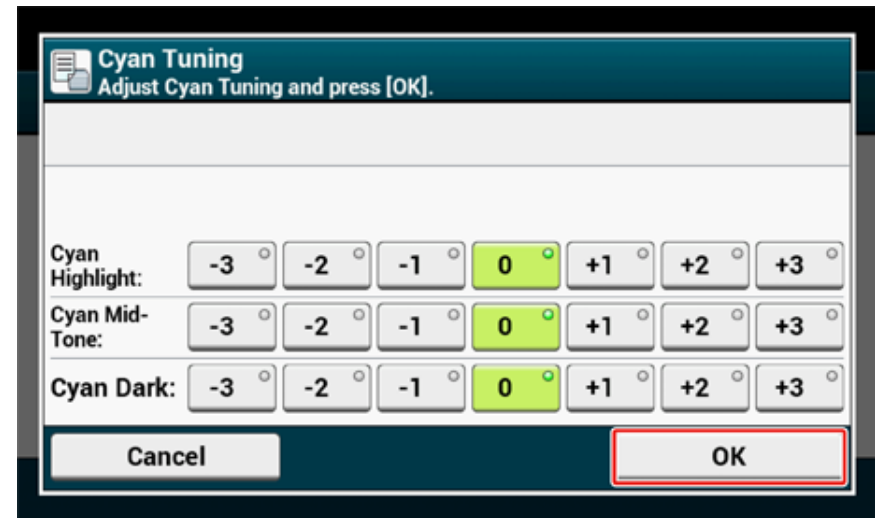 Cyan Tuning
Adjust Cyan Tuning and press [OK].
Cyan
Highlight: -3 -2 -1 0 +1 +2 +3
Cyan Mid-
Tone: -3 -2 -1 0 +1 +2 +3
Cyan Dark: -3 -2 -1 0 +1 +2 +3
Cancel OK